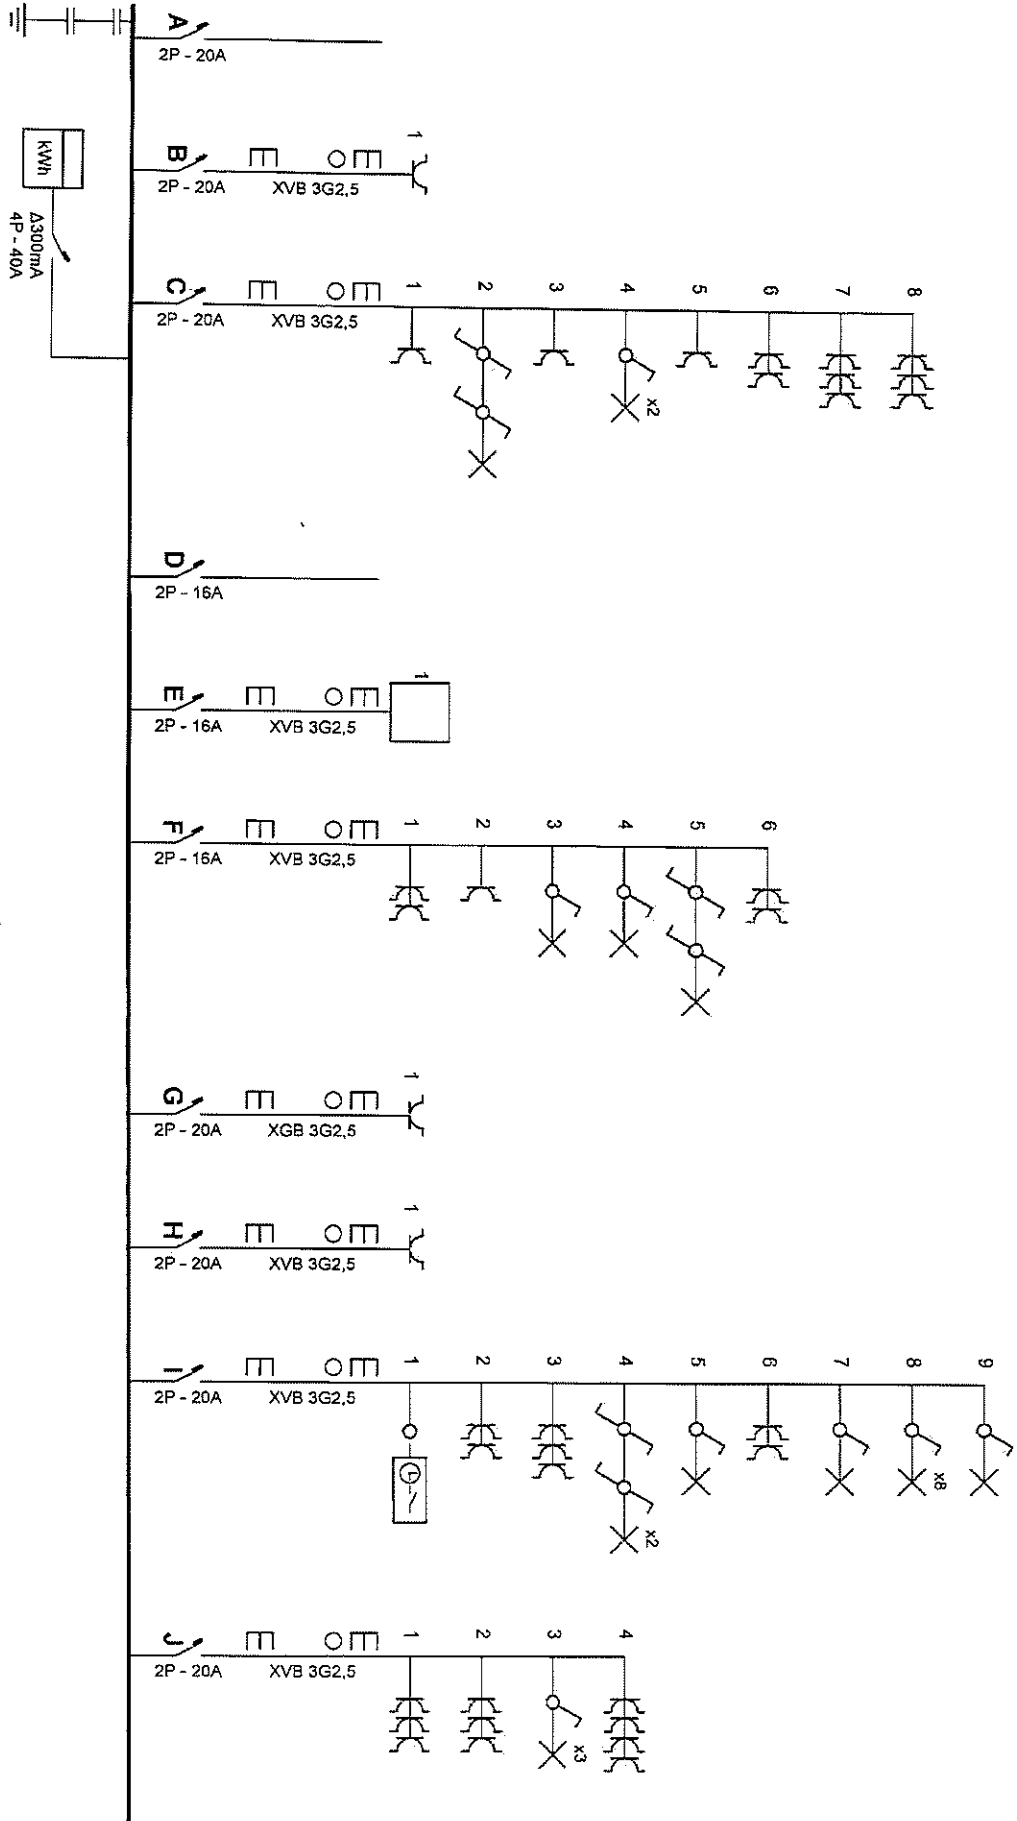 A
2P - 20A
kWh
Δ300mA
4P - 40A
B
2P - 20A
XVB 3G2,5
1
C
2P - 20A
XVB 3G2,5
1
2
3
4
5
6
7
8
x2
D
2P - 16A
E
2P - 16A
XVB 3G2,5
1
F
2P - 16A
XVB 3G2,5
1
2
3
4
5
6
G
2P - 20A
XGB 3G2,5
1
H
2P - 20A
XVB 3G2,5
1
I
2P - 20A
XVB 3G2,5
1
2
3
4
5
6
7
8
9
x8
x2
J
2P - 20A
XVB 3G2,5
1
2
3
4
x3